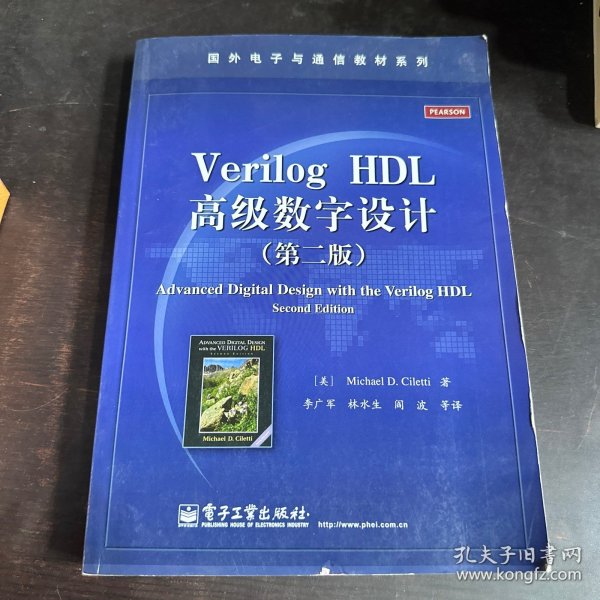 国外电子与通信教材系列
PEARSON
Verilog HDL
高级数字设计
（第二版）
Advanced Digital Design with the Verilog HDL
Second Edition
ADVANCED DIGITAL DESIGN
with the VERILOG HDL
SECOND EDITION
Michael D. Ciletti
［美］ Michael D. Ciletti 著
李广军 林水生 阎 波 等译
電子工業出版社
PUBLISHING HOUSE OF ELECTRONICS INDUSTRY
http://www.phei.com.cn
孔夫子旧书网
www.kongfz.com